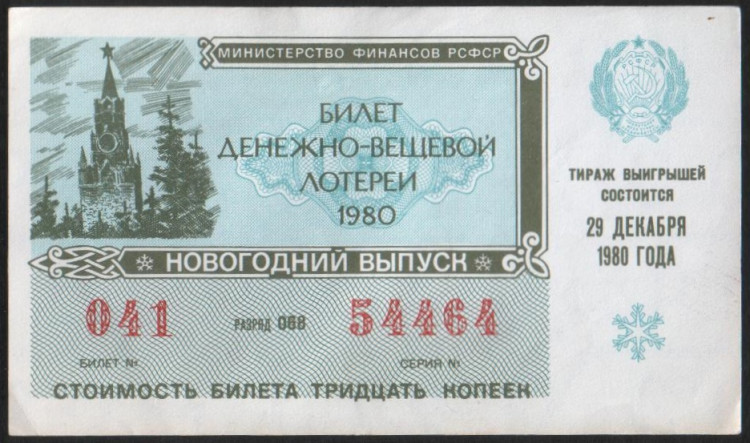 МИНИСТЕРСТВО ФИНАНСОВ РСФСР
БИЛЕТ
ДЕНЕЖНО-ВЕЩЕВОЙ
ЛОТЕРЕИ
1980
НОВОГОДНИЙ ВЫПУСК
041 РАЗРЯД 068 54464
БИЛЕТ № СЕРИЯ №
СТОИМОСТЬ БИЛЕТА ТРИДЦАТЬ КОПЕЕК
РСФСР
ТИРАЖ ВЫИГРЫШЕЙ
СОСТОИТСЯ
29 ДЕКАБРЯ
1980 ГОДА